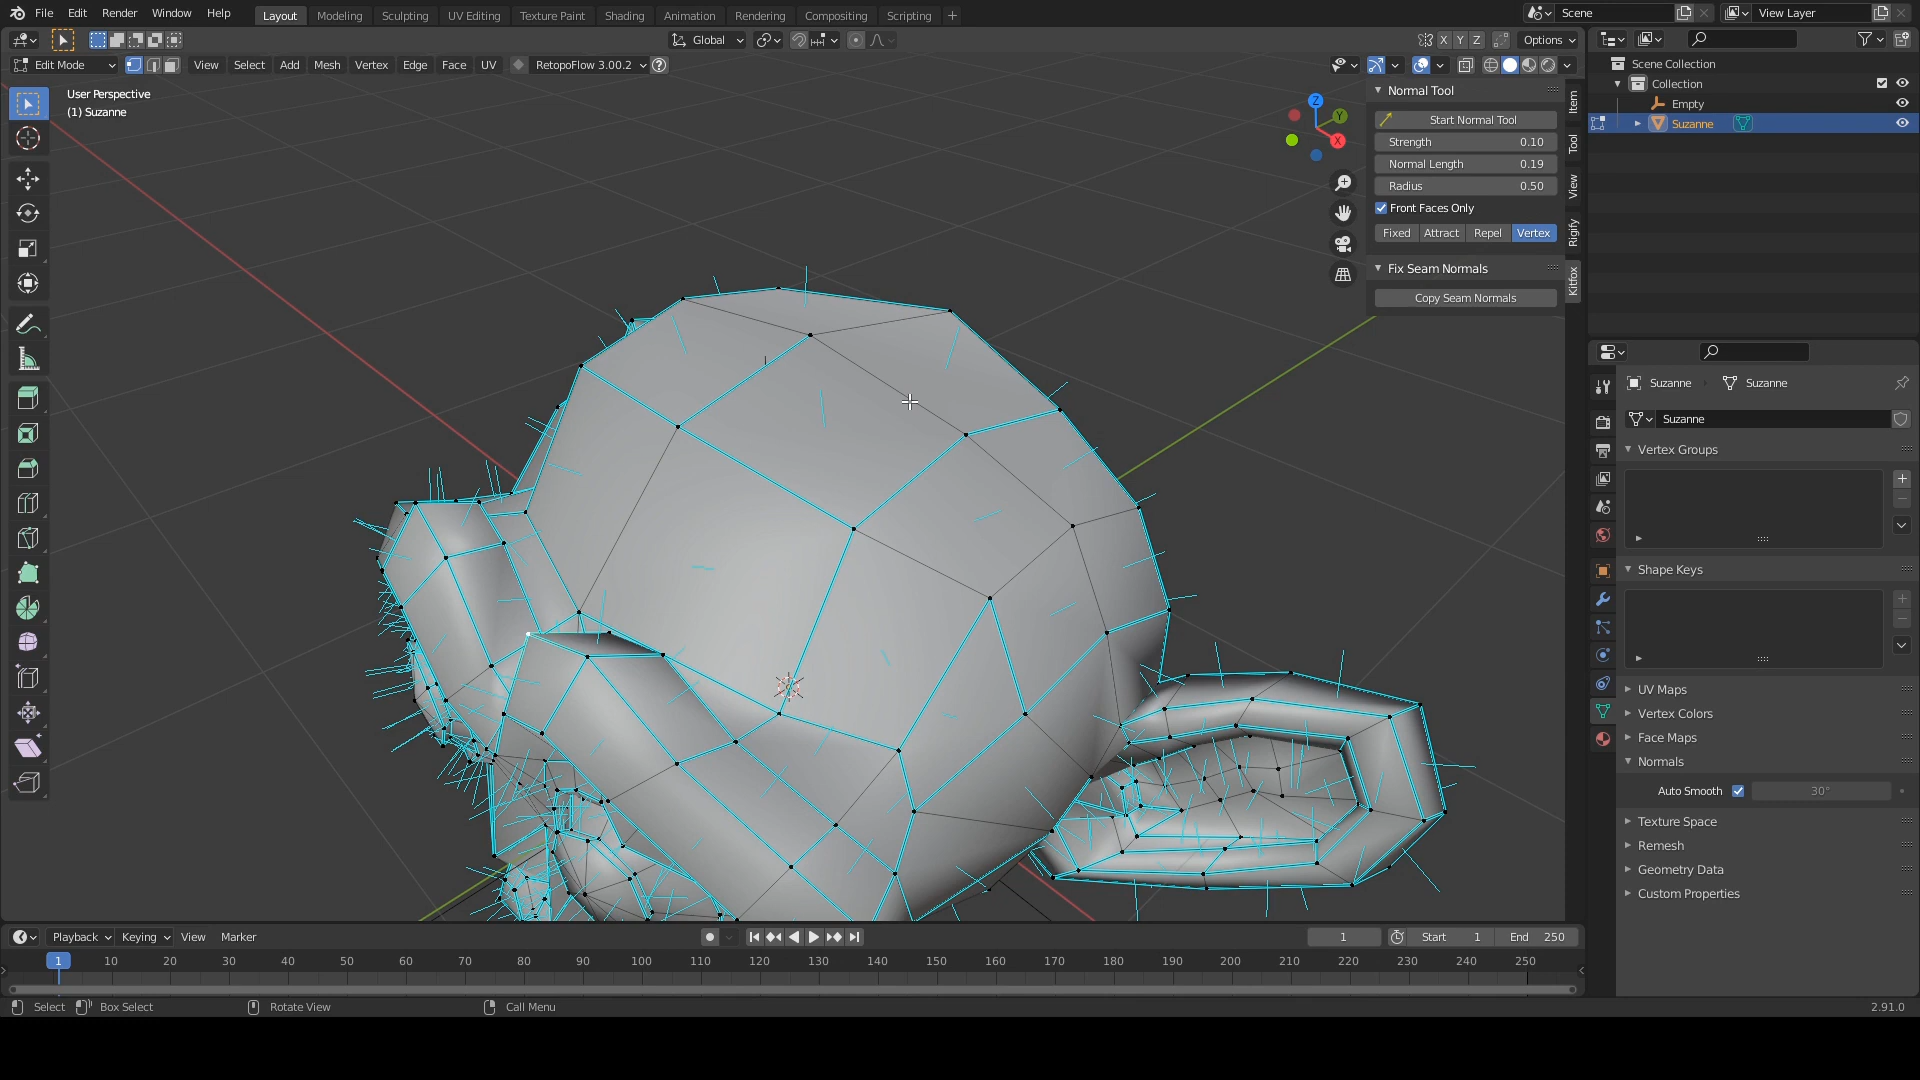 File Edit Render Window Help
Layout Modeling Sculpting UV Editing Texture Paint Shading Animation Rendering Compositing Scripting +
Scene
View Layer
Global
X Y Z
Options
Edit Mode
View Select Add Mesh Vertex Edge Face UV
RetopoFlow 3.00.2
User Perspective
(1) Suzanne
Z
Y
X
Normal Tool
Start Normal Tool
Strength 0.10
Normal Length 0.19
Radius 0.50
Front Faces Only
Fixed Attract Repel Vertex
Fix Seam Normals
Copy Seam Normals
Item
Tool
View
Rigify
Kitfox
Scene Collection
Collection
Empty
Suzanne
Suzanne
Suzanne
Suzanne
Vertex Groups
Shape Keys
UV Maps
Vertex Colors
Face Maps
Normals
Auto Smooth 30°
Texture Space
Remesh
Geometry Data
Custom Properties
Playback Keying View Marker
1
Start 1
End 250
1 10 20 30 40 50 60 70 80 90 100 110 120 130 140 150 160 170 180 190 200 210 220 230 240 250
Select Box Select Rotate View Call Menu
2.91.0